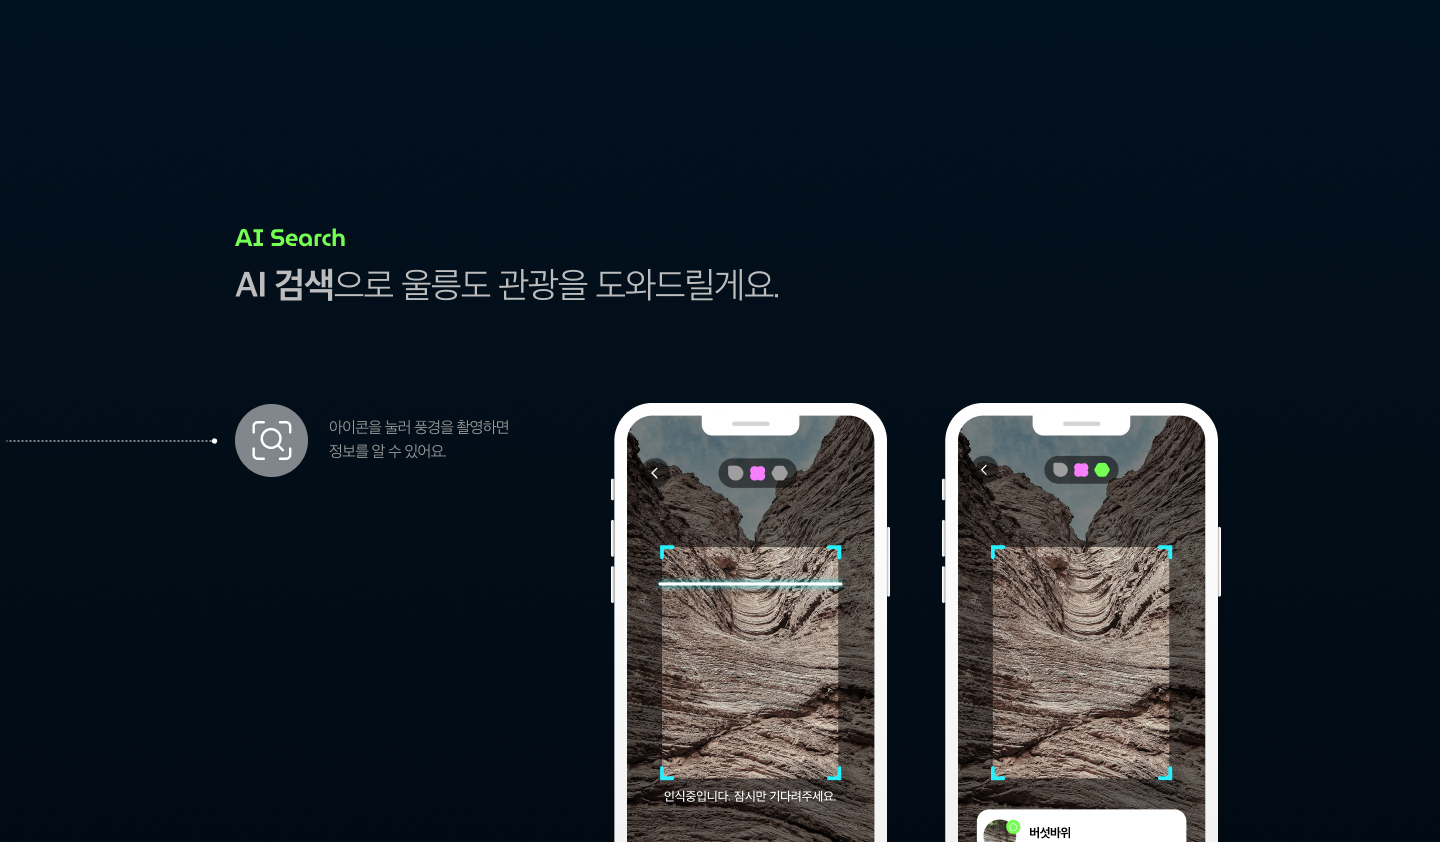 AI Search
AI 검색으로 울릉도 관광을 도와드릴게요.
아이콘을 눌러 풍경을 촬영하면
정보를 알 수 있어요.
인식중입니다. 잠시만 기다려주세요.
버섯바위